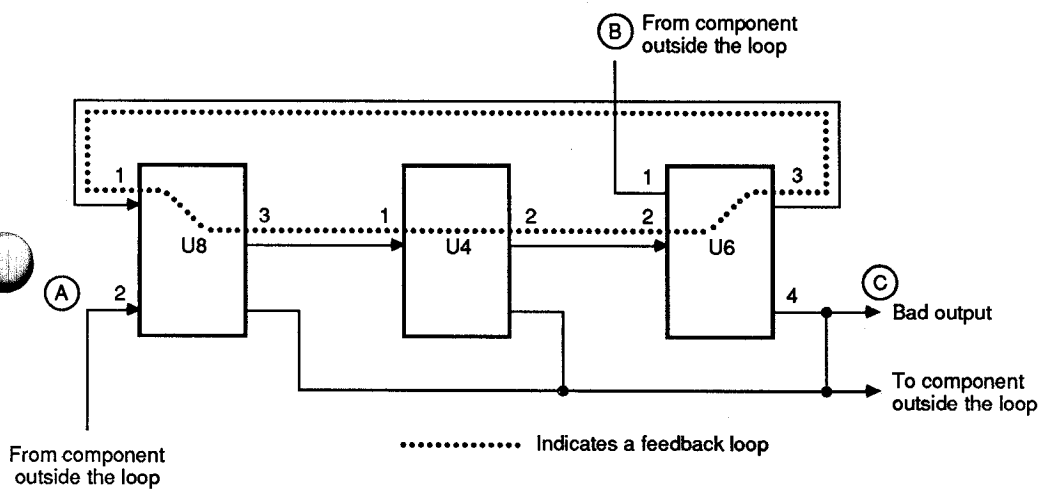 B From component
outside the loop
1 3 1 2 1 3
2
U8 U4 U6
A 2 4 C
Bad output
To component
outside the loop
Indicates a feedback loop
From component
outside the loop